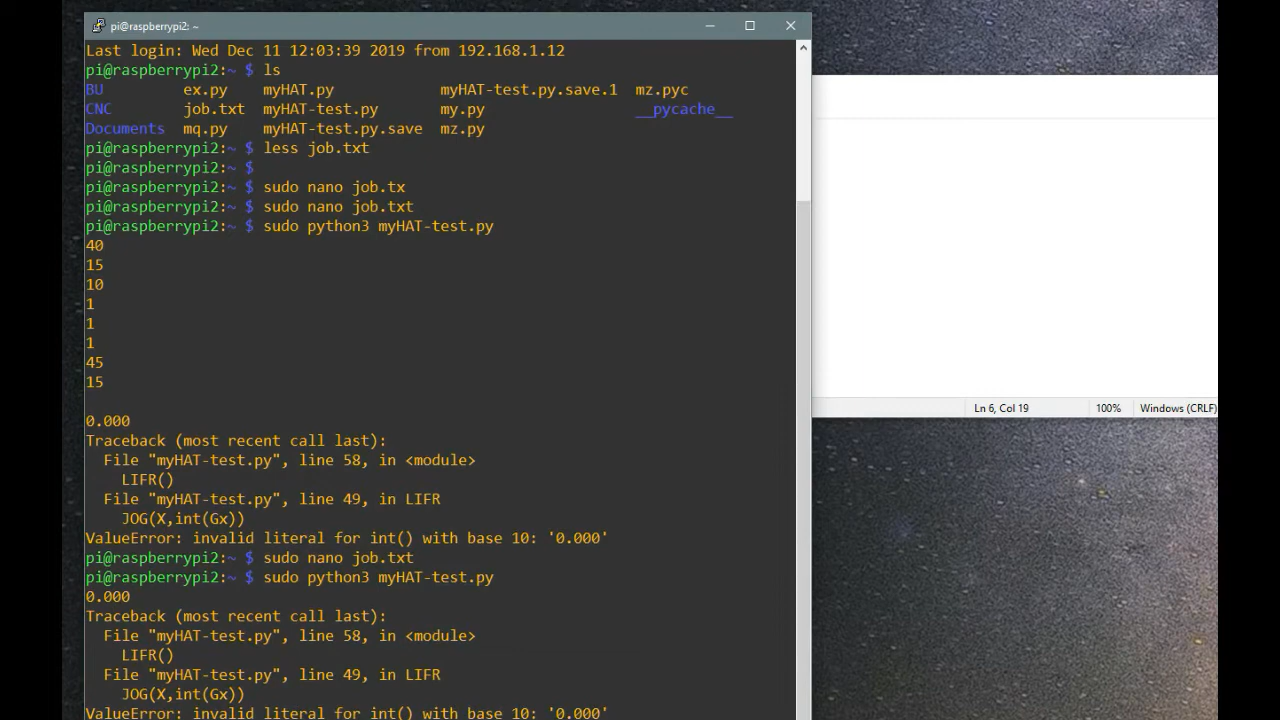 pi@raspberrypi2: ~
Last login: Wed Dec 11 12:03:39 2019 from 192.168.1.12
pi@raspberrypi2:~ $ ls
BU ex.py myHAT.py myHAT-test.py.save.1 mz.pyc
CNC job.txt myHAT-test.py my.py __pycache__
Documents mq.py myHAT-test.py.save mz.py
pi@raspberrypi2:~ $ less job.txt
pi@raspberrypi2:~ $
pi@raspberrypi2:~ $ sudo nano job.tx
pi@raspberrypi2:~ $ sudo nano job.txt
pi@raspberrypi2:~ $ sudo python3 myHAT-test.py
40
15
10
1
1
1
45
15
0.000
Traceback (most recent call last):
File "myHAT-test.py", line 58, in <module>
LIFR()
File "myHAT-test.py", line 49, in LIFR
JOG(X,int(Gx))
ValueError: invalid literal for int() with base 10: '0.000'
pi@raspberrypi2:~ $ sudo nano job.txt
pi@raspberrypi2:~ $ sudo python3 myHAT-test.py
0.000
Traceback (most recent call last):
File "myHAT-test.py", line 58, in <module>
LIFR()
File "myHAT-test.py", line 49, in LIFR
JOG(X,int(Gx))
ValueError: invalid literal for int() with base 10: '0.000'
Ln 6, Col 19 100% Windows (CRLF)